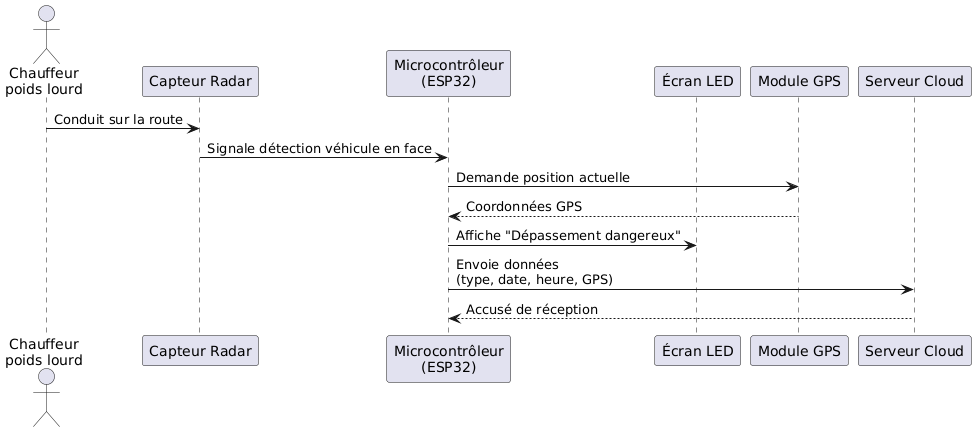 Chauffeur
poids lourd
Capteur Radar
Microcontrôleur
(ESP32)
Écran LED
Module GPS
Serveur Cloud
Conduit sur la route
Signale détection véhicule en face
Demande position actuelle
Coordonnées GPS
Affiche "Dépassement dangereux"
Envoie données
(type, date, heure, GPS)
Accusé de réception
Chauffeur
poids lourd
Capteur Radar
Microcontrôleur
(ESP32)
Écran LED
Module GPS
Serveur Cloud